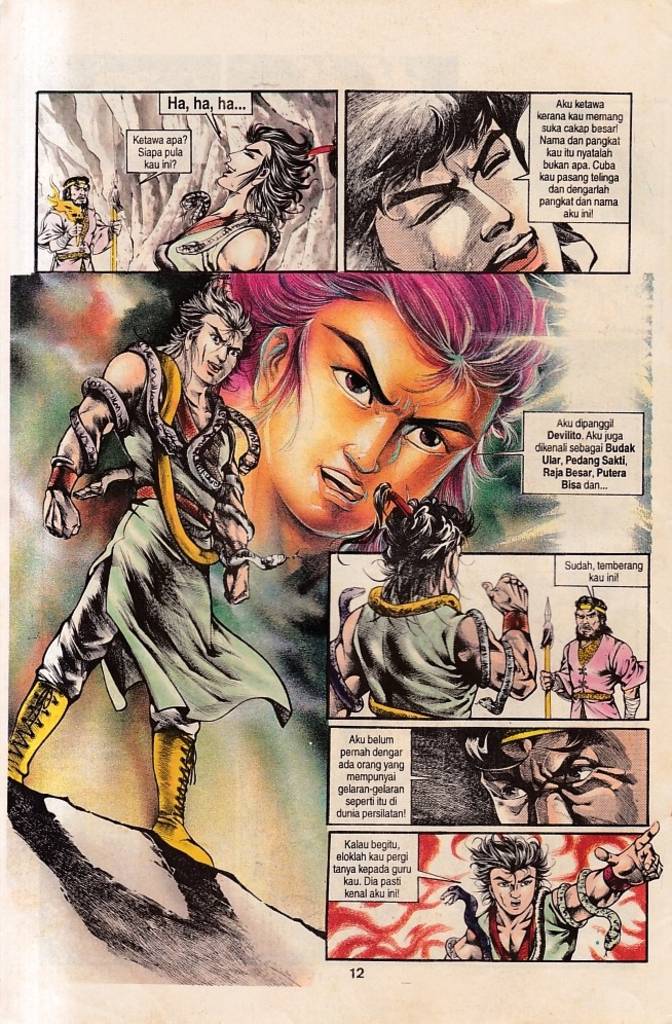 Ha, ha, ha...
Ketawa apa?
Siapa pula
kau ini?
Aku ketawa
kerana kau memang
suka cakap besar!
Nama dan pangkat
kau itu nyatalah
bukan apa. Cuba
kau pasang telinga
dan dengarlah
pangkat dan nama
aku ini!
Aku dipanggil
Devilito. Aku juga
dikenali sebagai Budak
Ular, Pedang Sakti,
Raja Besar, Putera
Bisa dan...
Sudah, temberang
kau ini!
Aku belum
pernah dengar
ada orang yang
mempunyai
gelaran-gelaran
seperti itu di
dunia persilatan!
Kalau begitu,
eloklah kau pergi
tanya kepada guru
kau. Dia pasti
kenal aku ini!
12